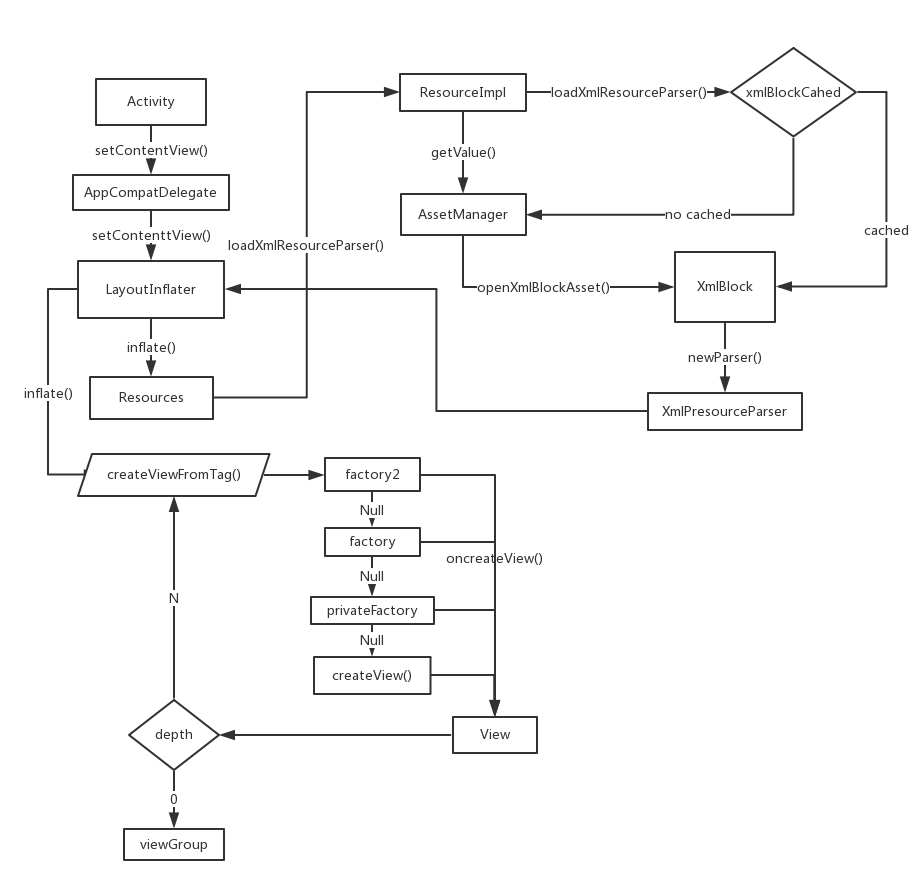 Activity
setContentView()
AppCompatDelegate
setConttentView()
LayoutInflater
inflate()
Resources
inflate()
loadXmlResourceParser()
ResourceImpl
loadXmlResourceParser()
xmlBlockCahed
getValue()
AssetManager
no cached
cached
openXmlBlockAsset()
XmlBlock
newParser()
XmlPresourceParser
createViewFromTag()
factory2
Null
factory
oncreateView()
Null
privateFactory
Null
createView()
N
depth
View
0
viewGroup